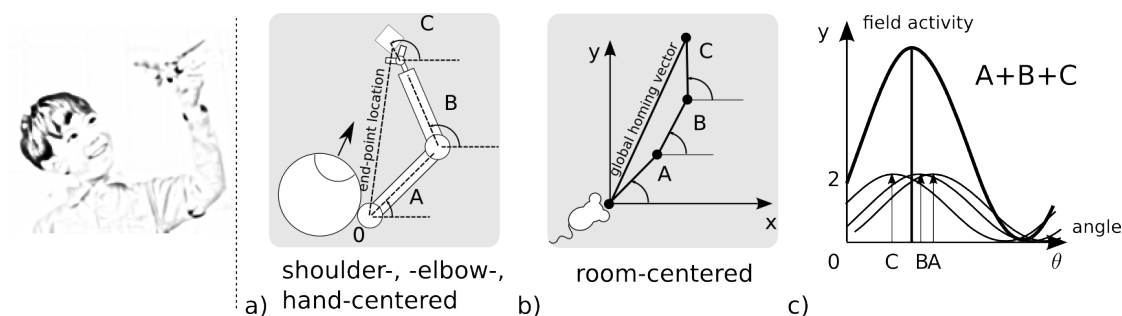 C
B
A
0
end-point location
shoulder-, -elbow-,
hand-centered
a)
y
C
B
A
x
global homing vector
room-centered
b)
y
field activity
A+B+C
2
angle
0
C
BA
θ
c)